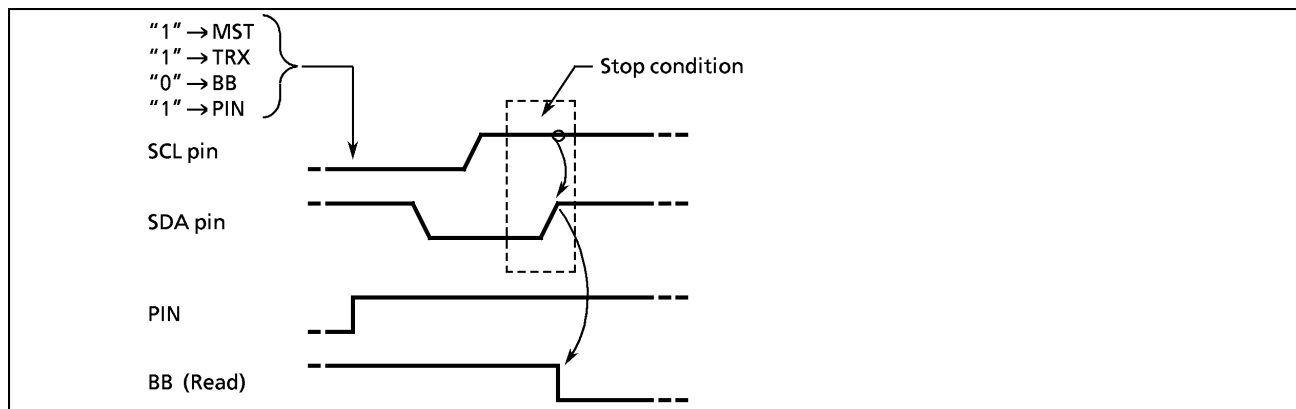 “1” → MST
“1” → TRX
“0” → BB
“1” → PIN
Stop condition
SCL pin
SDA pin
PIN
BB (Read)